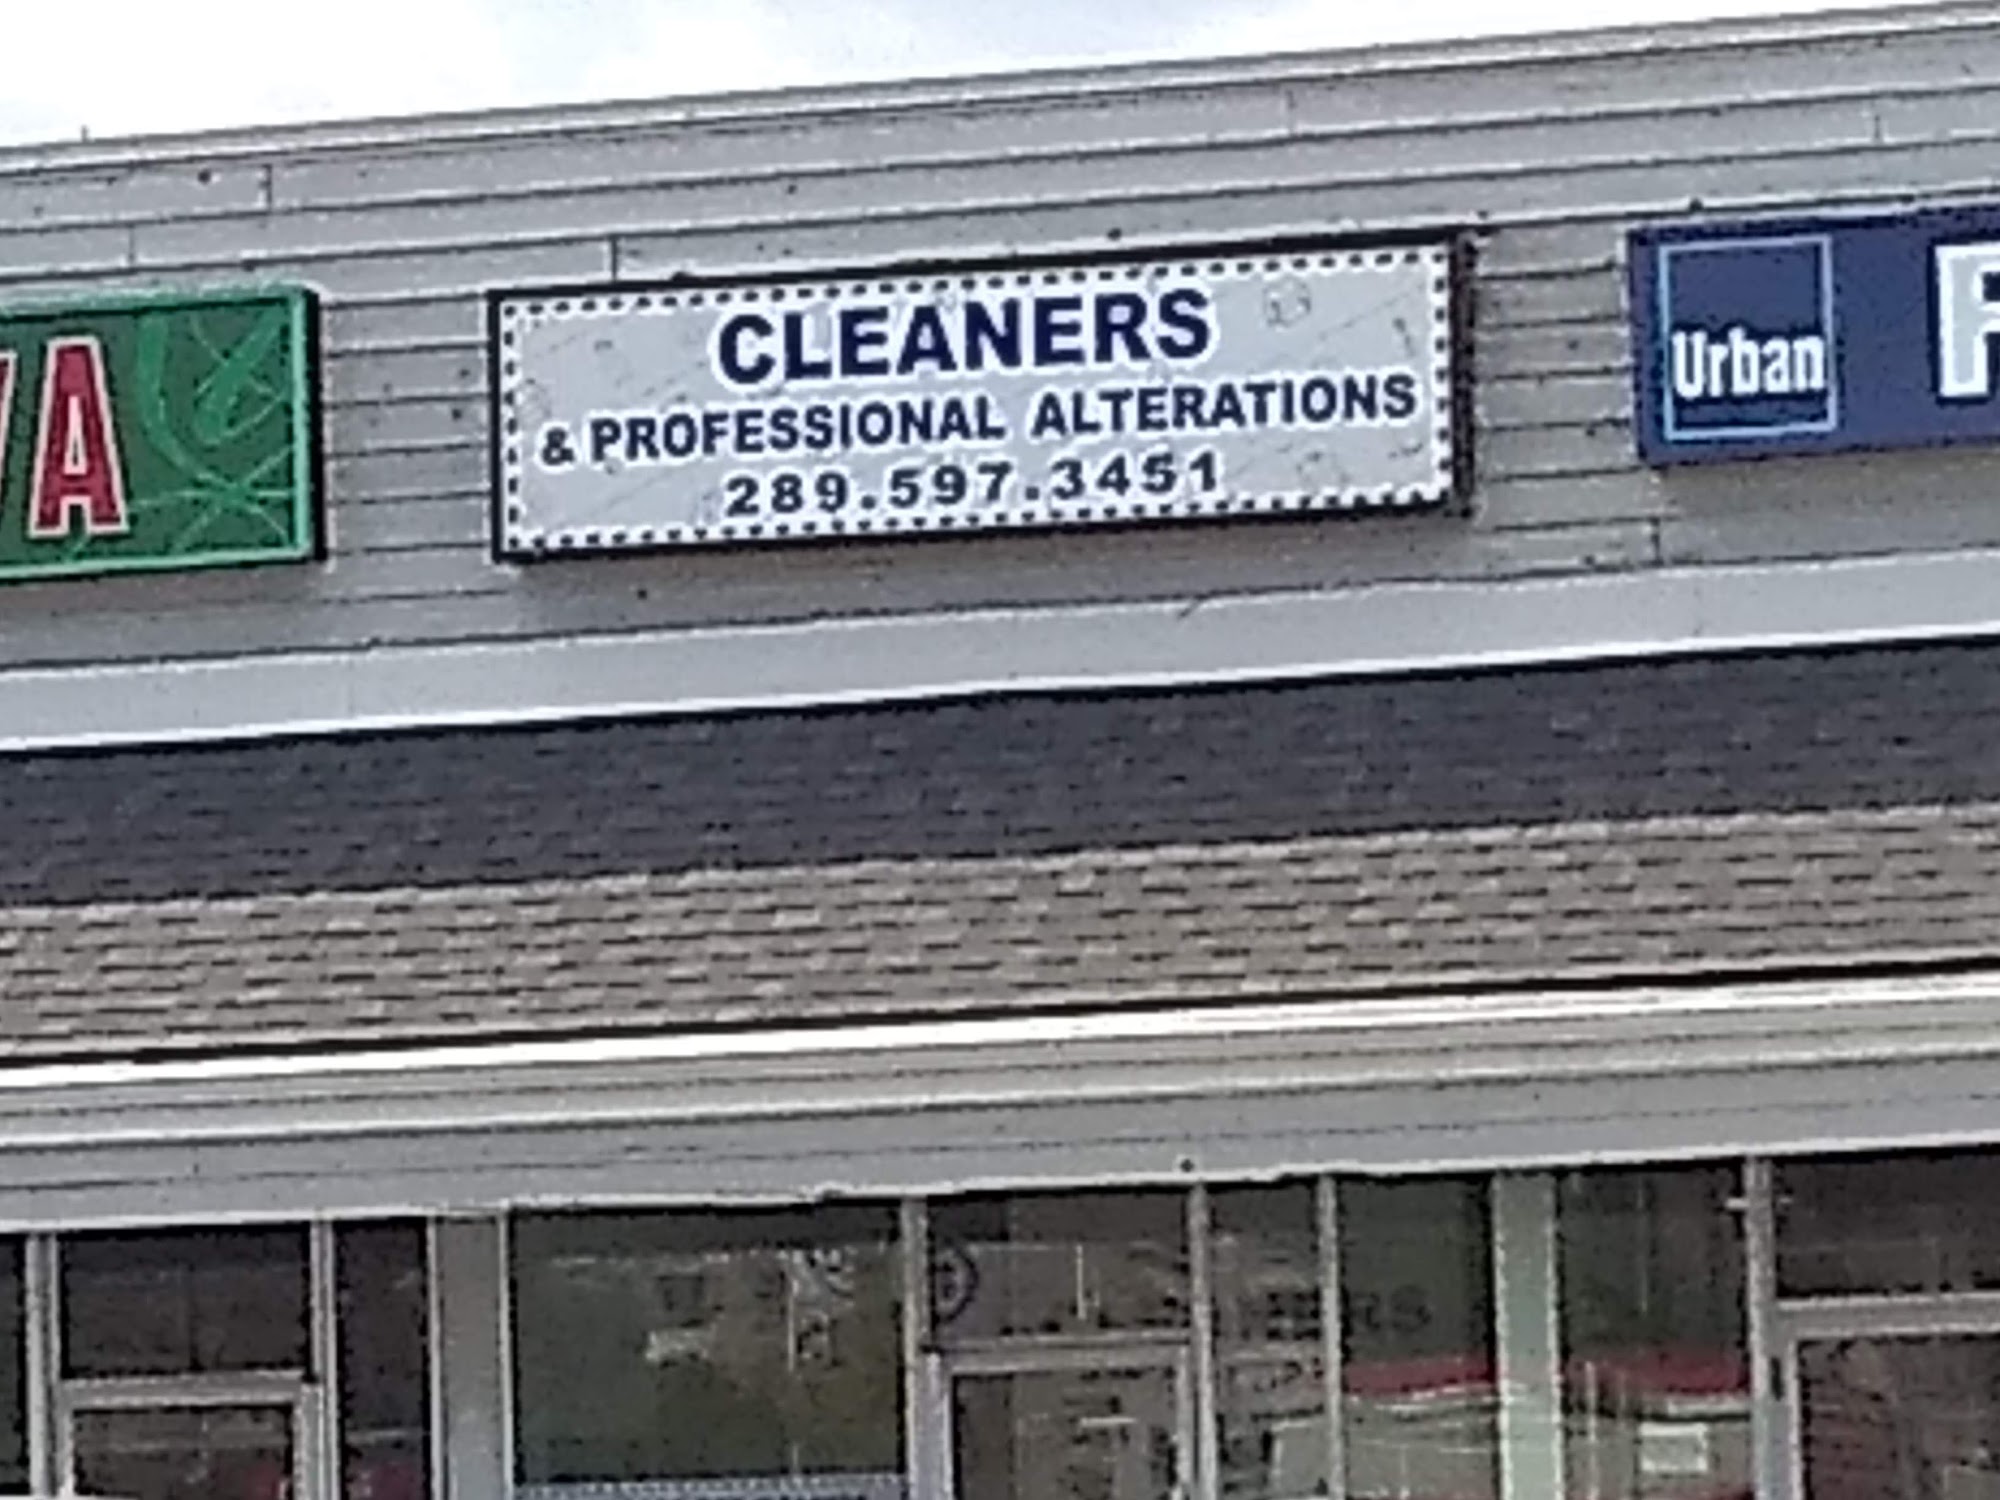 CLEANERS
& PROFESSIONAL ALTERATIONS
289.597.3451
Urban